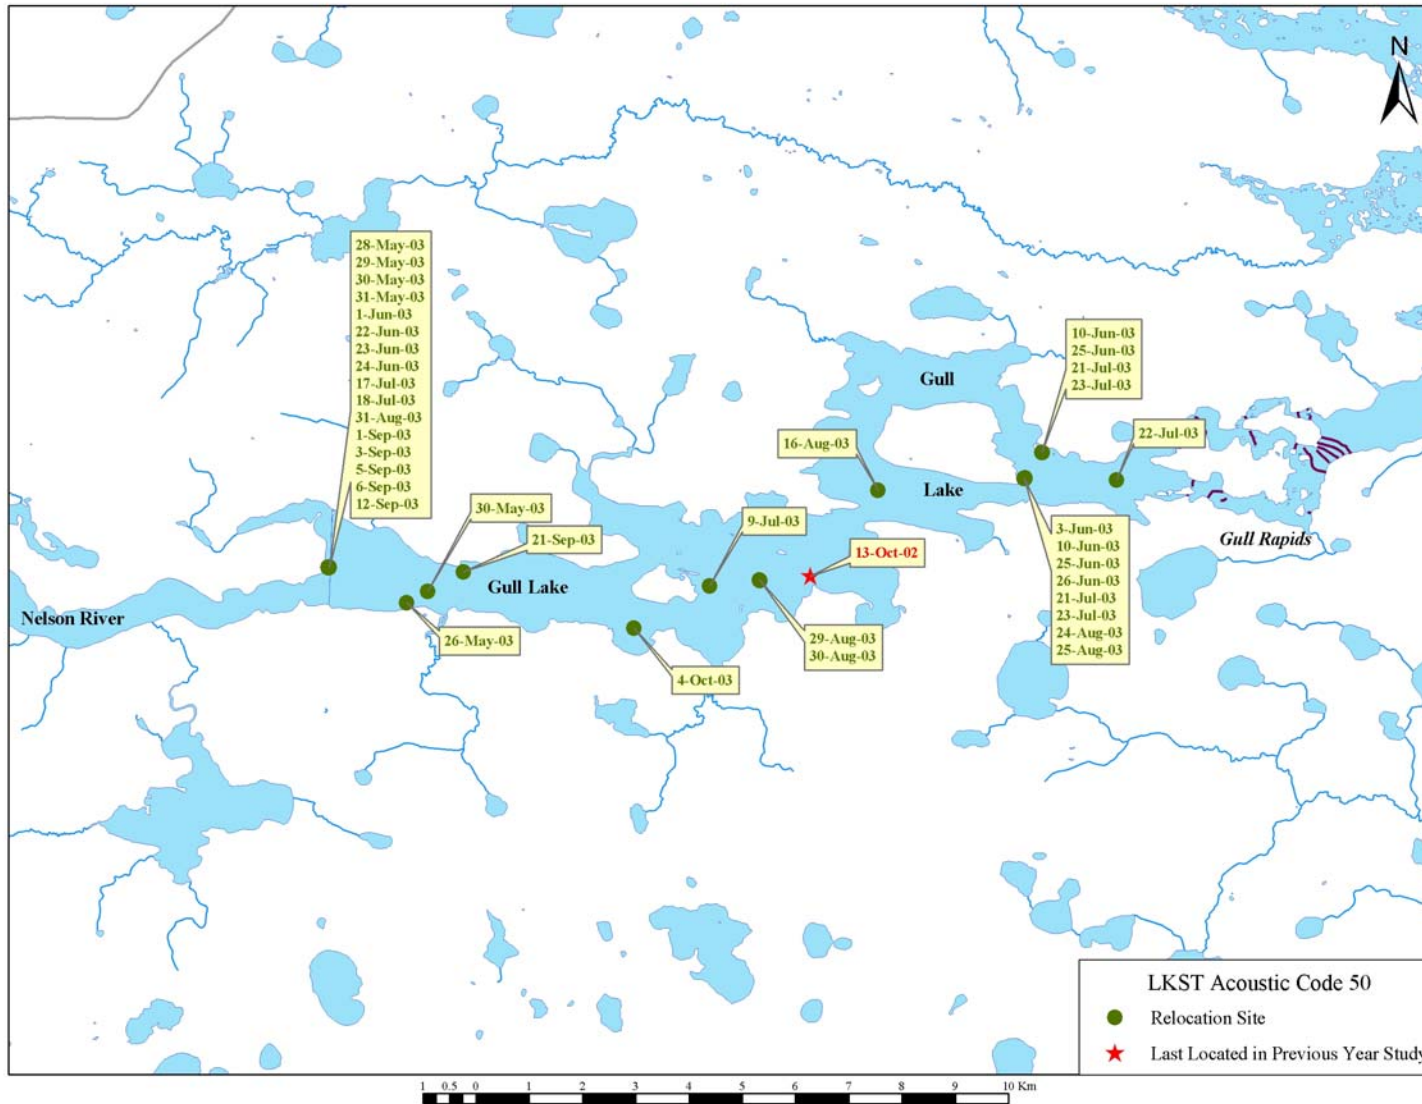 N
28-May-03
29-May-03
30-May-03
31-May-03
1-Jun-03
22-Jun-03
23-Jun-03
24-Jun-03
17-Jul-03
18-Jul-03
31-Aug-03
1-Sep-03
3-Sep-03
5-Sep-03
6-Sep-03
12-Sep-03
10-Jun-03
25-Jun-03
21-Jul-03
23-Jul-03
Gull
16-Aug-03
22-Jul-03
Lake
30-May-03
9-Jul-03
21-Sep-03
13-Oct-02
Gull Rapids
3-Jun-03
10-Jun-03
25-Jun-03
26-Jun-03
21-Jul-03
23-Jul-03
24-Aug-03
25-Aug-03
Gull Lake
Nelson River
26-May-03
29-Aug-03
30-Aug-03
4-Oct-03
LKST Acoustic Code 50
Relocation Site
Last Located in Previous Year Study
1 0.5 0 1 2 3 4 5 6 7 8 9 10 Km